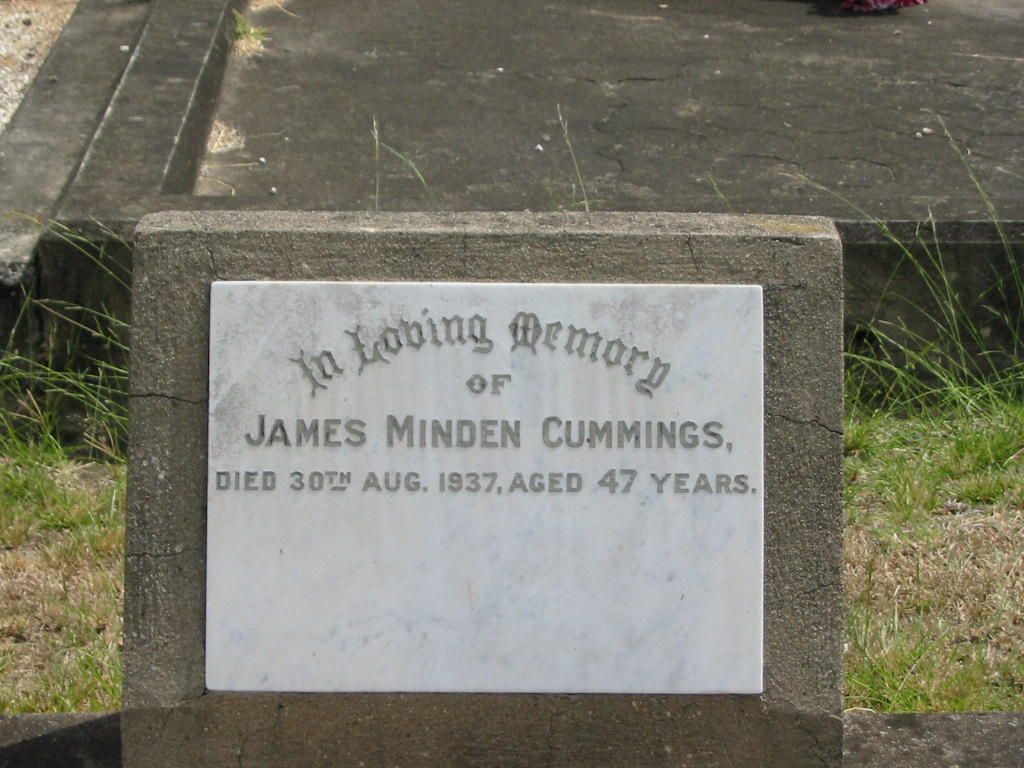 In Loving Memory
OF
JAMES MINDEN CUMMINGS,
DIED 30TH AUG. 1937, AGED 47 YEARS.